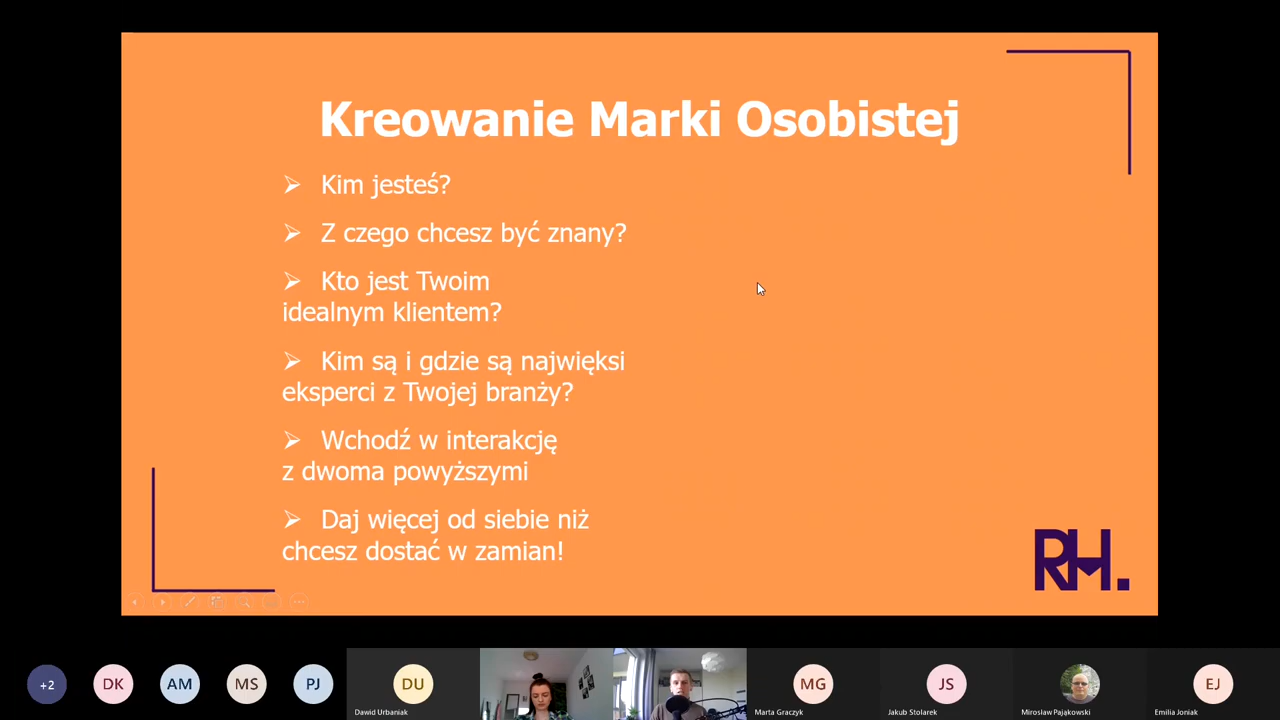 Kreowanie Marki Osobistej
➢ Kim jesteś?
➢ Z czego chcesz być znany?
➢ Kto jest Twoim
idealnym klientem?
➢ Kim są i gdzie są najwięksi
eksperci z Twojej branży?
➢ Wchodź w interakcję
z dwoma powyższymi
➢ Daj więcej od siebie niż
chcesz dostać w zamian!
RH.
+2
DK
AM
MS
PJ
DU
Dawid Urbaniak
MG
Marta Graczyk
JS
Jakub Stolarek
Mirosław Pająkowski
EJ
Emilia Joniak